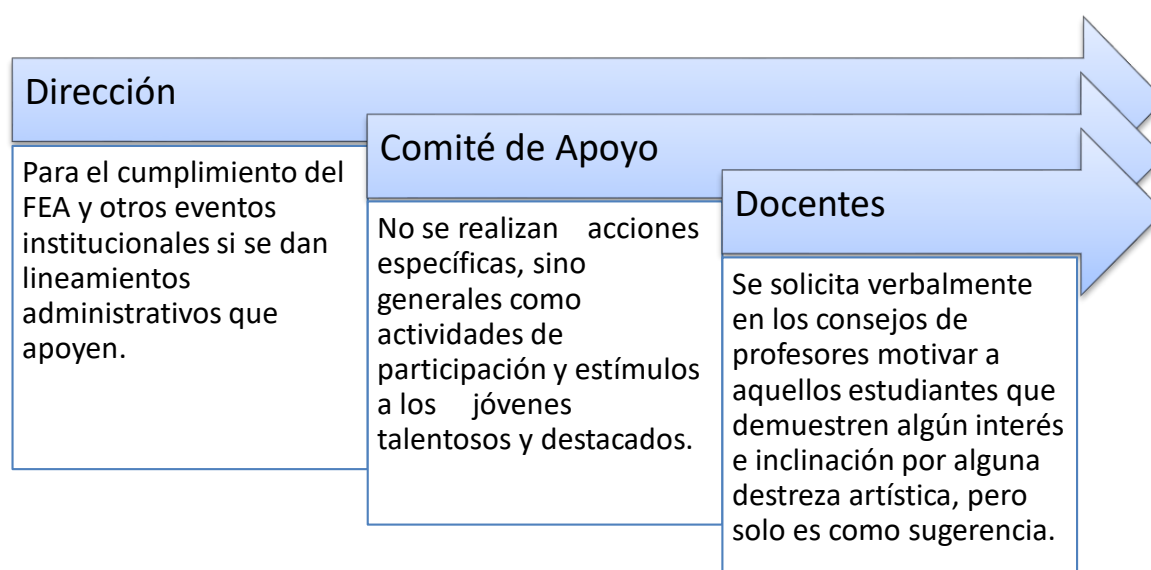 Dirección
Para el cumplimiento del
FEA y otros eventos
institucionales si se dan
lineamientos
administrativos que
apoyen.
Comité de Apoyo
No se realizan acciones
específicas, sino
generales como
actividades de
participación y estímulos
a los jóvenes
talentosos y destacados.
Docentes
Se solicita verbalmente
en los consejos de
profesores motivar a
aquellos estudiantes que
demuestren algún interés
e inclinación por alguna
destreza artística, pero
solo es como sugerencia.